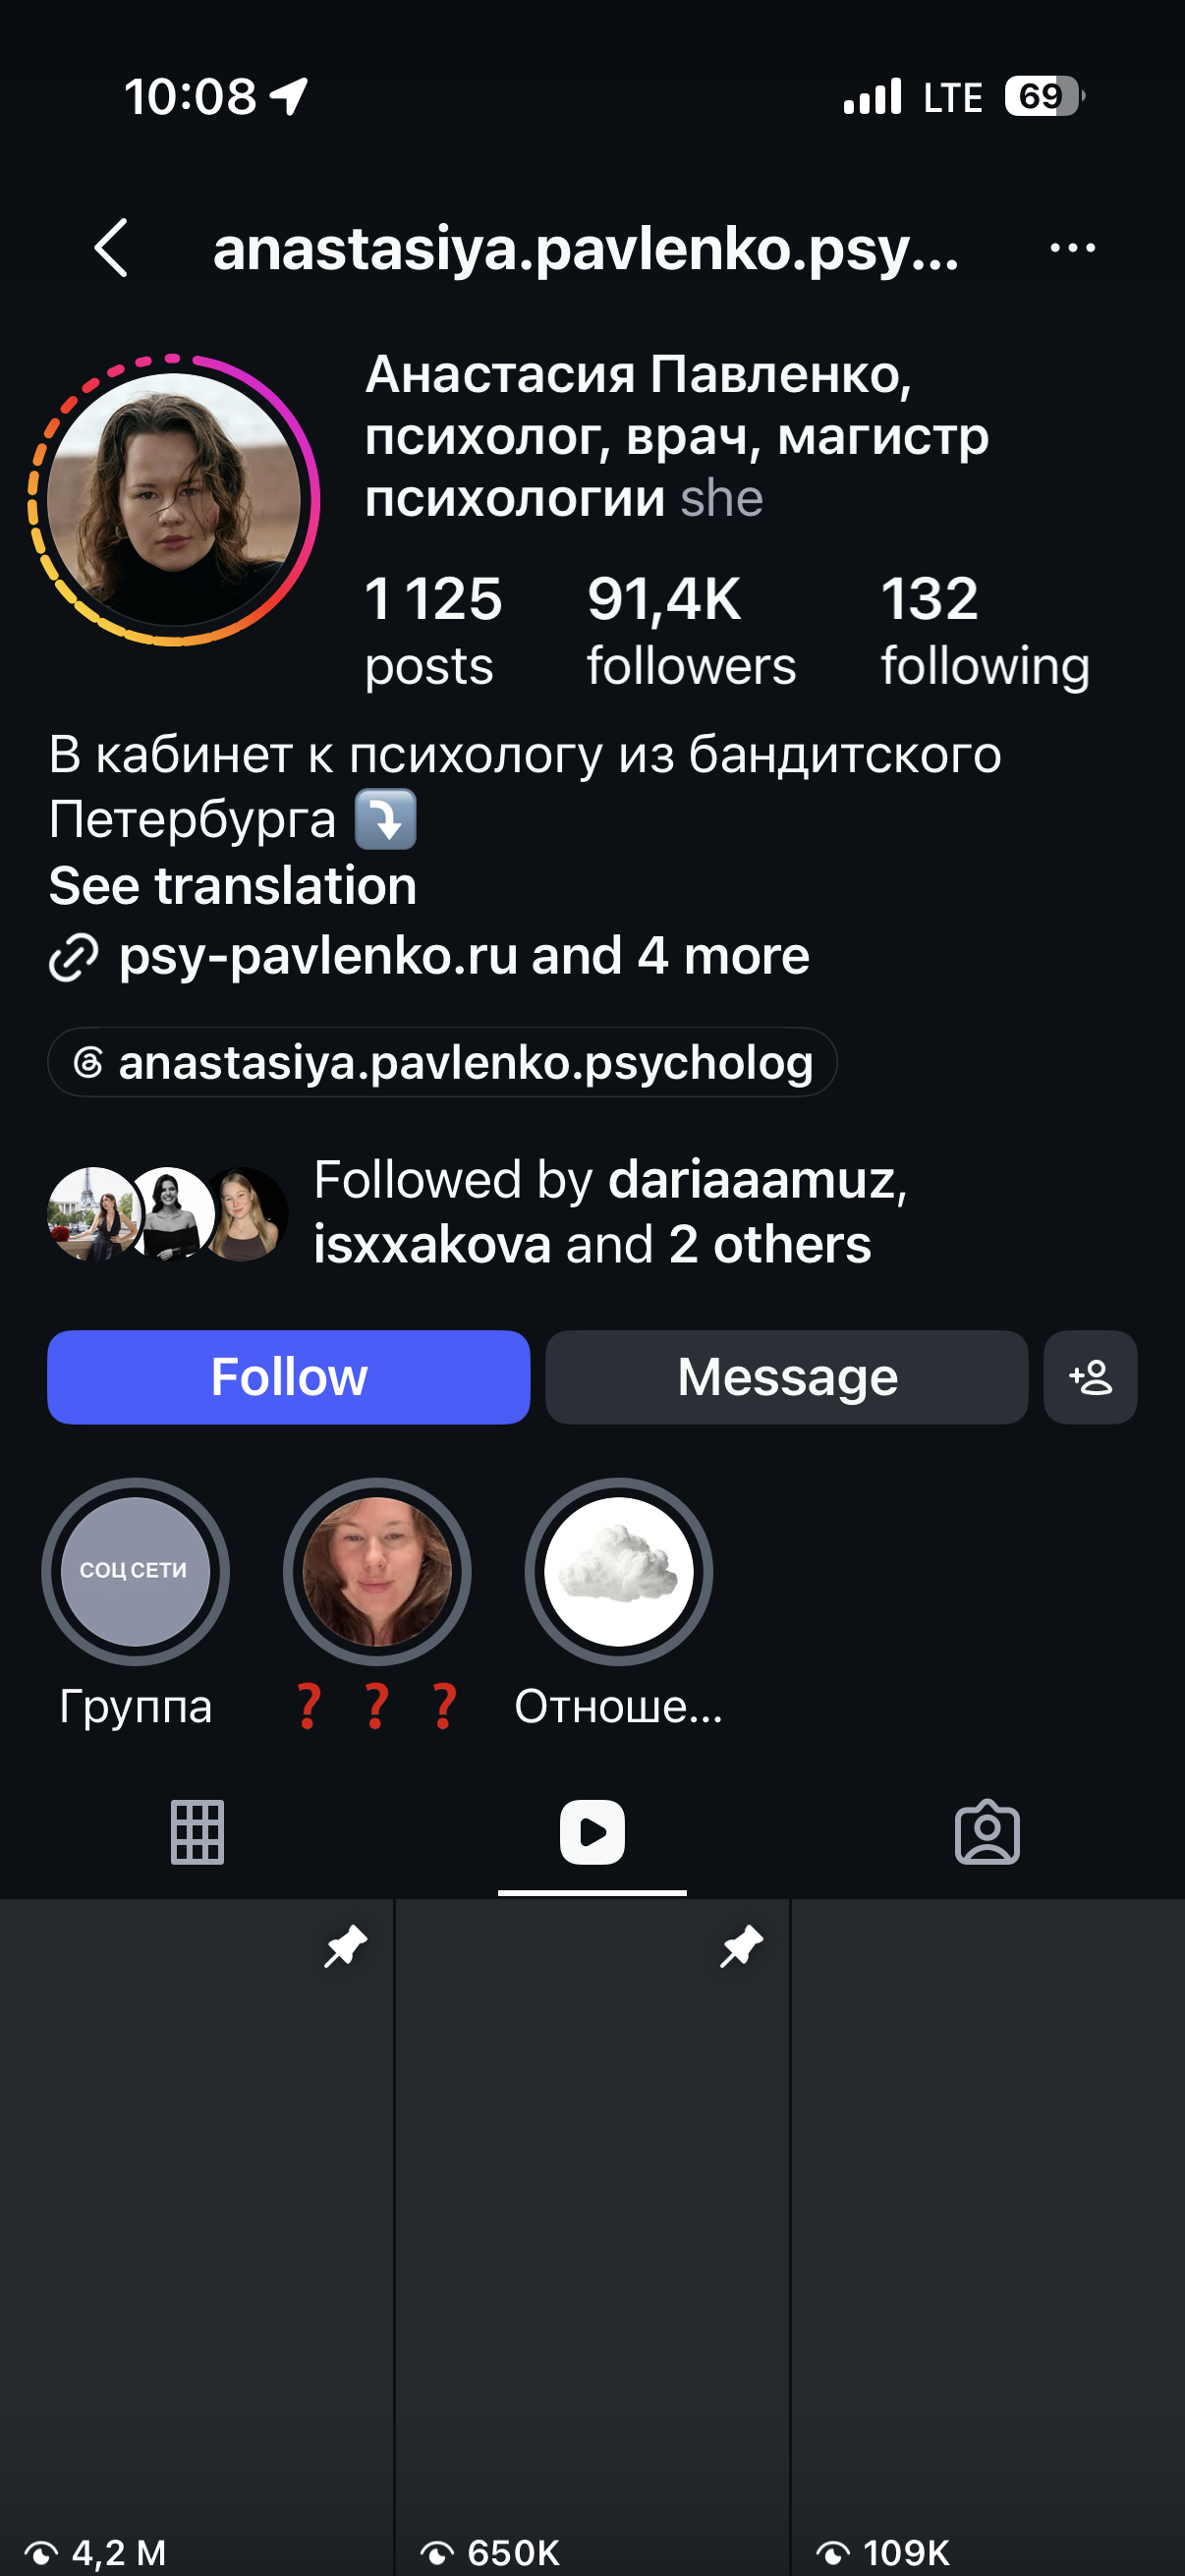 10:08
LTE 69
anastasiya.pavlenko.psy...
Анастасия Павленко,
психолог, врач, магистр
психологии she
1 125 91,4K 132
posts followers following
В кабинет к психологу из бандитского
Петербурга ⤵️
See translation
psy-pavlenko.ru and 4 more
anastasiya.pavlenko.psycholog
Followed by dariaaamuz,
isxxakova and 2 others
Follow Message
СОЦ СЕТИ
Группа ❓ ❓ ❓ Отноше...
4,2 M 650K 109K